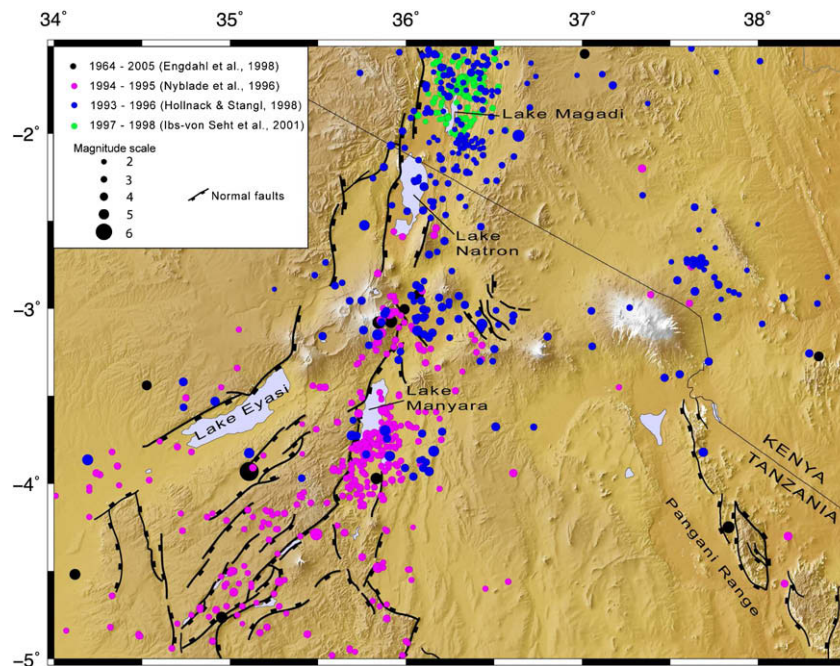 34° 35° 36° 37° 38°
1964 - 2005 (Engdahl et al., 1998)
1994 - 1995 (Nyblade et al., 1996)
1993 - 1996 (Hollnack & Stangl, 1998)
1997 - 1998 (Ibs-von Seht et al., 2001)
Magnitude scale
2
3
4
5
6
Normal faults
Lake Magadi
−2°
Lake
Natron
−3°
Lake
Manyara
Lake Eyasi
KENYA
TANZANIA
−4°
Pangani Range
−5°